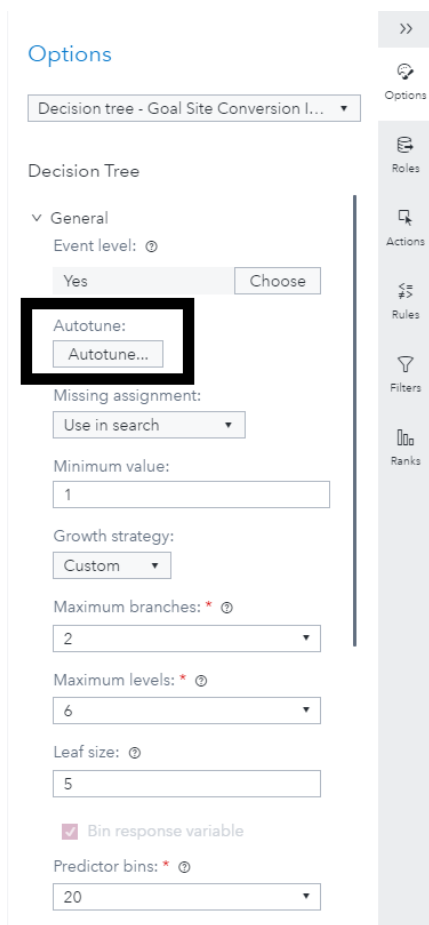 Options
Decision tree - Goal Site Conversion I...
Decision Tree
General
Event level:
Yes
Choose
Autotune:
Autotune...
Missing assignment:
Use in search
Minimum value:
1
Growth strategy:
Custom
Maximum branches: *
2
Maximum levels: *
6
Leaf size:
5
Bin response variable
Predictor bins: *
20
Options
Roles
Actions
Rules
Filters
Ranks